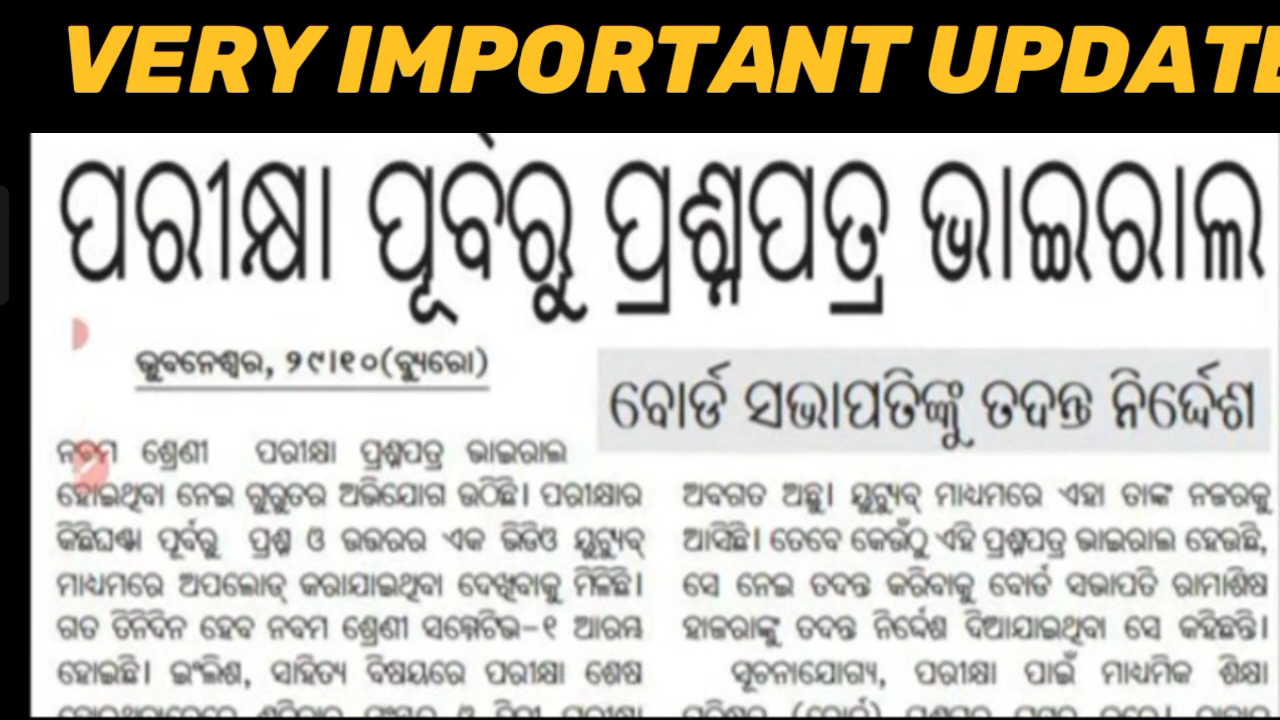 VERY IMPORTANT UPDATE
ପରୀକ୍ଷା ପୂର୍ବରୁ ପ୍ରଶ୍ନପତ୍ର ଭାଇରାଲ
ଭୁବନେଶ୍ୱର, ୨୯।୧୦(ବ୍ୟୁରୋ)
ବୋର୍ଡ ସଭାପତିଙ୍କୁ ତଦନ୍ତ ନିର୍ଦ୍ଦେଶ
ନବମ ଶ୍ରେଣୀ ପରୀକ୍ଷା ପ୍ରଶ୍ନପତ୍ର ଭାଇରାଲ
ହୋଇଥିବା ନେଇ ଗୁରୁତର ଅଭିଯୋଗ ଉଠିଛି। ପରୀକ୍ଷାର
କିଛିଘଣ୍ଟା ପୂର୍ବରୁ ପ୍ରଶ୍ନ ଓ ଉତ୍ତରର ଏକ ଭିଡିଓ ୟୁଟ୍ୟୁବ୍
ମାଧ୍ୟମରେ ଅପଲୋଡ୍ କରାଯାଇଥିବା ଦେଖିବାକୁ ମିଳିଛି।
ଗତ ତିନିଦିନ ହେବ ନବମ ଶ୍ରେଣୀ ସମ୍ମେଟିଭ-୧ ଆରମ୍ଭ
ହୋଇଛି। ଇଂଲିଶ, ସାହିତ୍ୟ ବିଷୟରେ ପରୀକ୍ଷା ଶେଷ
ଅବଗତ ଅଛୁ। ୟୁଟ୍ୟୁବ୍ ମାଧ୍ୟମରେ ଏହା ତାଙ୍କ ନଜରକୁ
ଆସିଛି। ତେବେ କେଉଁଠୁ ଏହି ପ୍ରଶ୍ନପତ୍ର ଭାଇରାଲ ହେଉଛି,
ସେ ନେଇ ତଦନ୍ତ କରିବାକୁ ବୋର୍ଡ ସଭାପତି ରାମାଶିଷ
ହାଜରାଙ୍କୁ ତଦନ୍ତ ନିର୍ଦ୍ଦେଶ ଦିଆଯାଇଥିବା ସେ କହିଛନ୍ତି।
ସୂଚନାଯୋଗ୍ୟ, ପରୀକ୍ଷା ପାଇଁ ମାଧ୍ୟମିକ ଶିକ୍ଷା